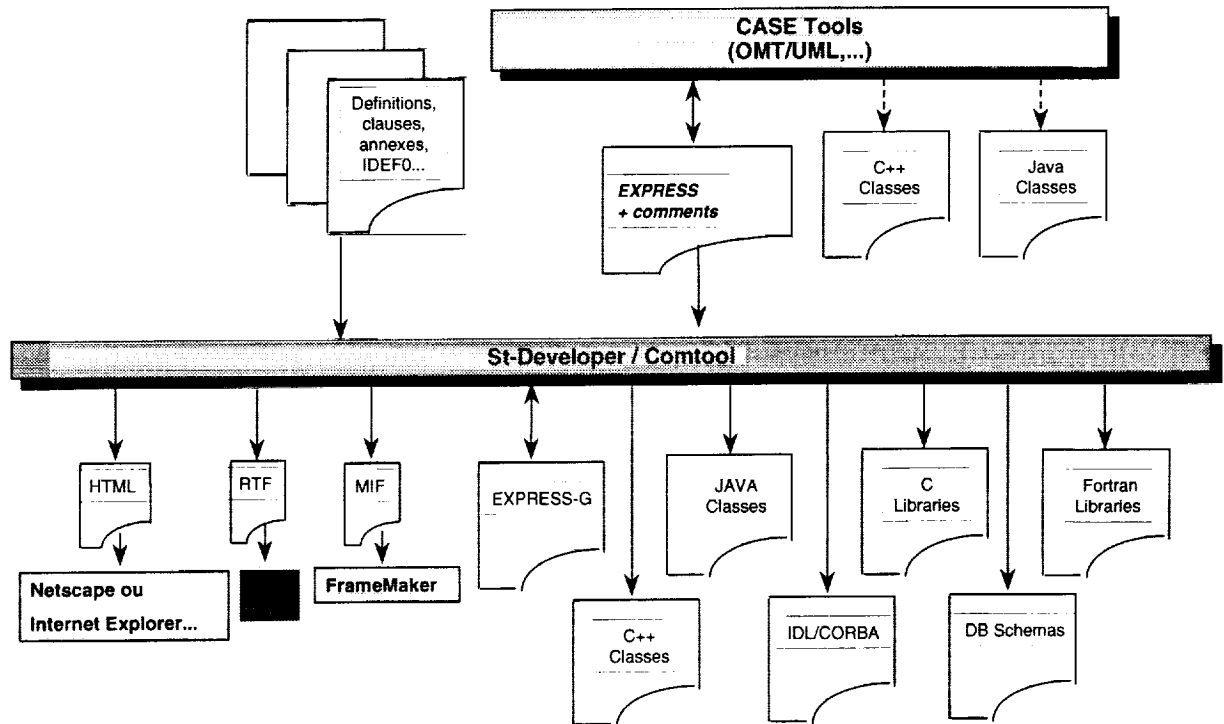 CASE Tools
(OMT/UML,...)
Definitions,
clauses,
annexes,
IDEF0...
EXPRESS
+ comments
C++
Classes
Java
Classes
St-Developer / Comtool
HTML
RTF
MIF
EXPRESS-G
JAVA
Classes
C
Libraries
Fortran
Libraries
Netscape ou
Internet Explorer...
FrameMaker
C++
Classes
IDL/CORBA
DB Schemas